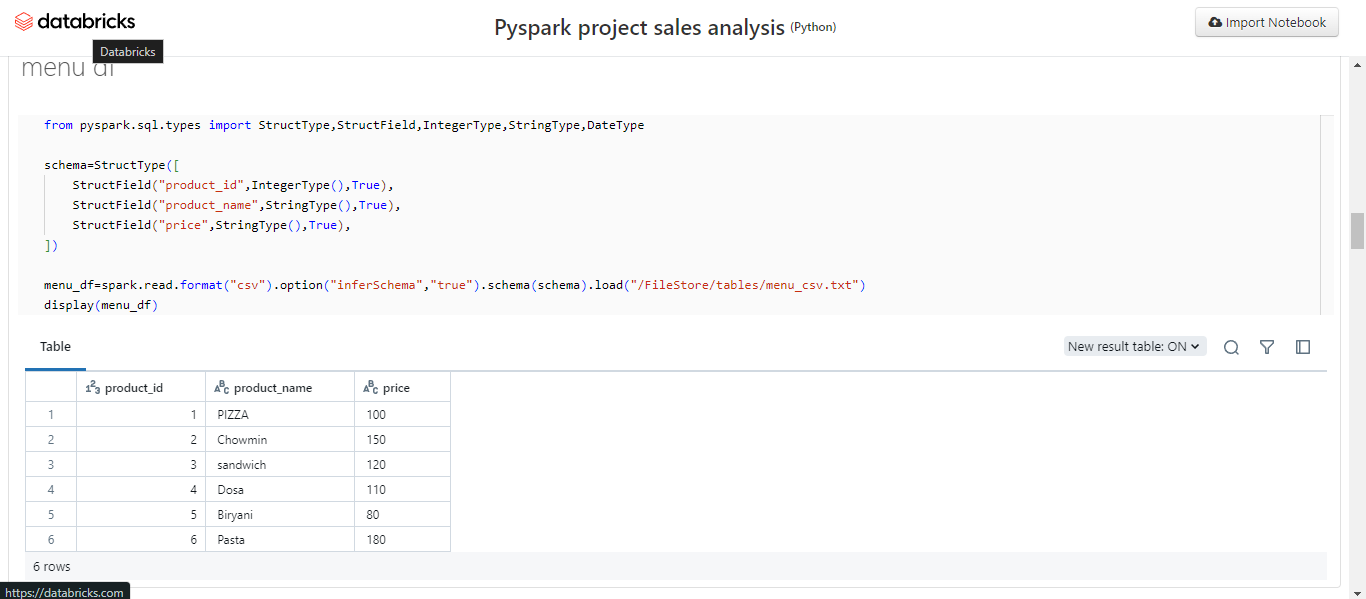 databricks
Pyspark project sales analysis (Python)
Import Notebook
Databricks
menu df
from pyspark.sql.types import StructType,StructField,IntegerType,StringType,DateType
schema=StructType([
    StructField("product_id",IntegerType(),True),
    StructField("product_name",StringType(),True),
    StructField("price",StringType(),True),
])
menu_df=spark.read.format("csv").option("inferSchema","true").schema(schema).load("/FileStore/tables/menu_csv.txt")
display(menu_df)
Table
New result table: ON
123 product_id ABC product_name ABC price
1 1 PIZZA 100
2 2 Chowmin 150
3 3 sandwich 120
4 4 Dosa 110
5 5 Biryani 80
6 6 Pasta 180
6 rows
https://databricks.com